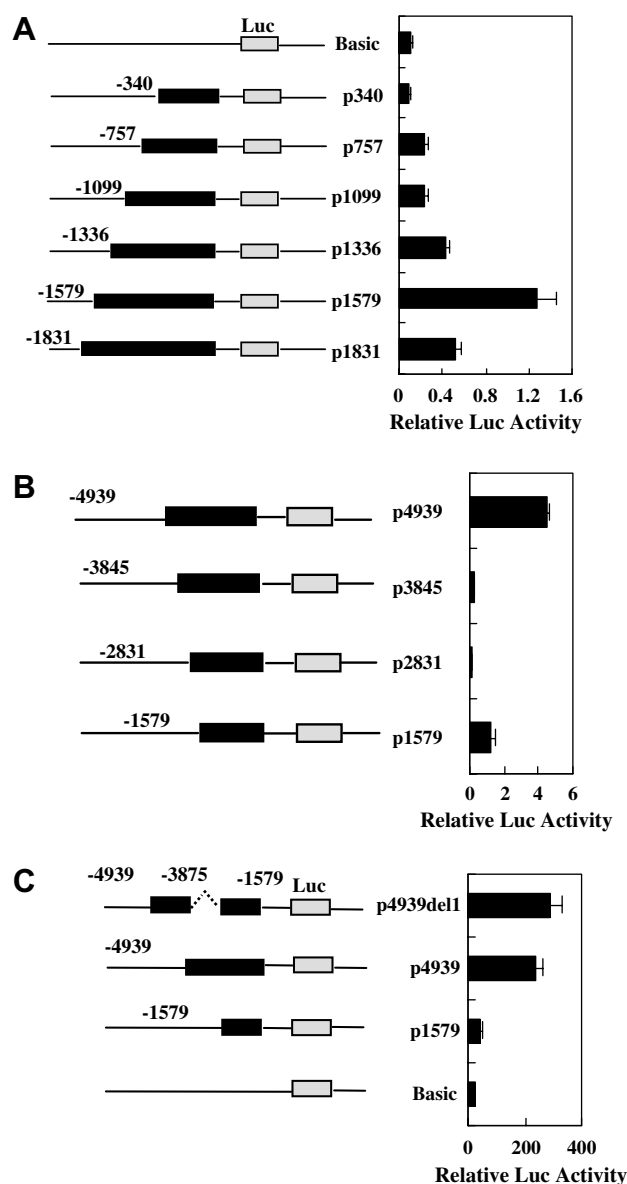 A
Luc
Basic
-340
p340
-757
p757
-1099
p1099
-1336
p1336
-1579
p1579
-1831
p1831
0 0.4 0.8 1.2 1.6
Relative Luc Activity
B
-4939
p4939
-3845
p3845
-2831
p2831
-1579
p1579
0 2 4 6
Relative Luc Activity
C
-4939 -3875 -1579
Luc
p4939del1
-4939
p4939
-1579
p1579
Basic
0 200 400
Relative Luc Activity